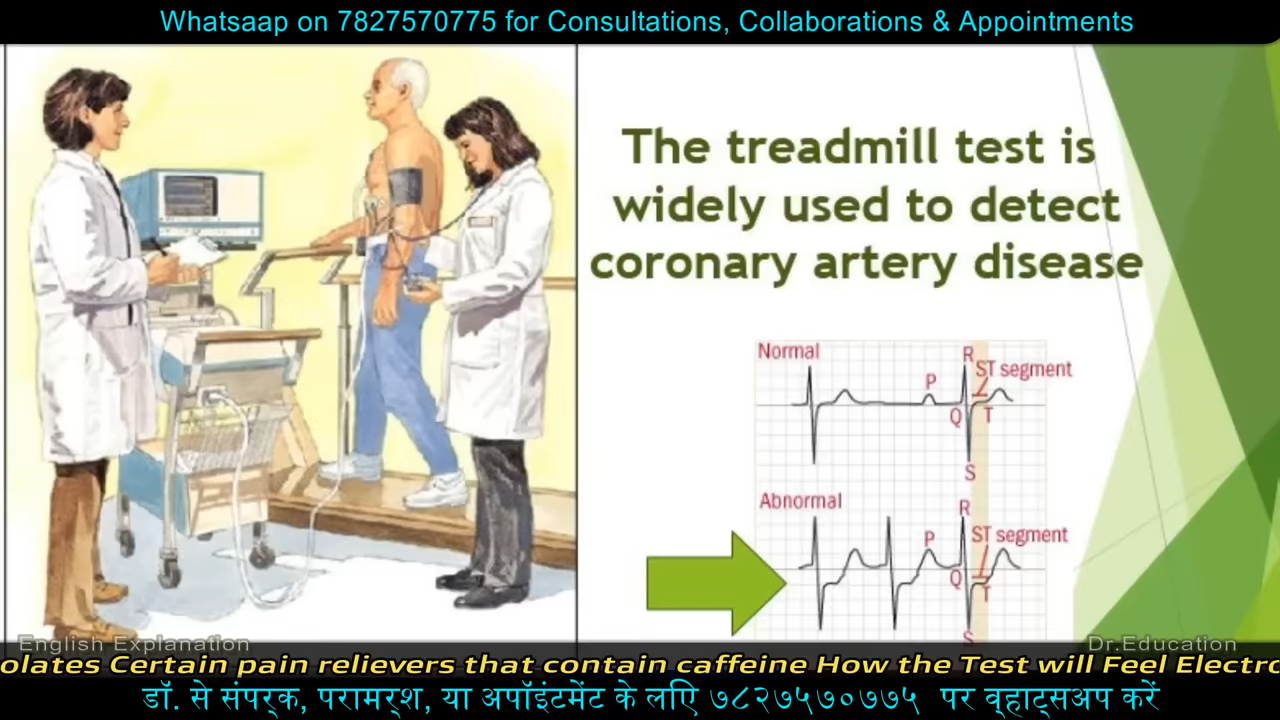 Whatsaap on 7827570775 for Consultations, Collaborations & Appointments
The treadmill test is
widely used to detect
coronary artery disease
Normal
R
ST segment
P
Q
T
S
Abnormal
R
ST segment
P
Q
T
S
English Explanation
Dr.Education
olates Certain pain relievers that contain caffeine How the Test will Feel Electro
डॉ. से संपर्क, परामर्श, या अपॉइंटमेंट के लिए ७८२७५७०७७५ पर व्हाट्सअप करें